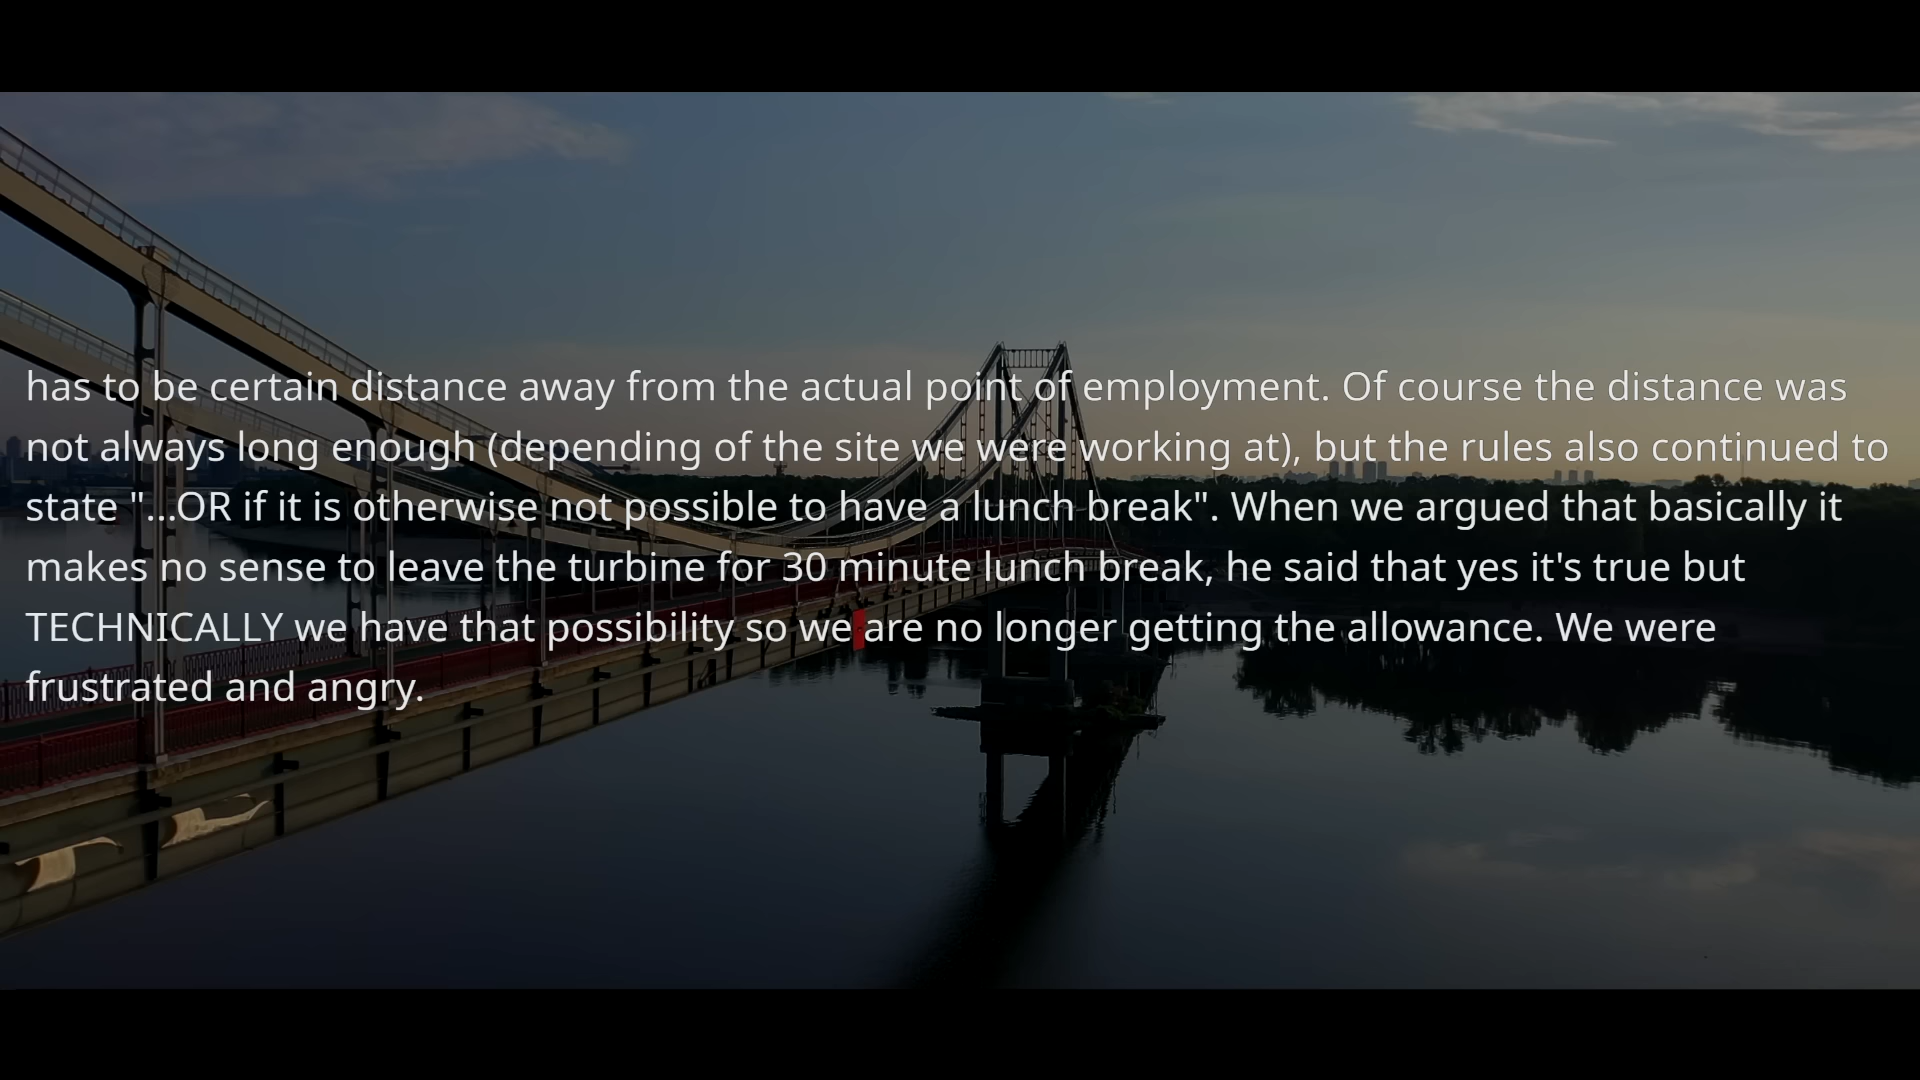 has to be certain distance away from the actual point of employment. Of course the distance was
not always long enough (depending of the site we were working at), but the rules also continued to
state "...OR if it is otherwise not possible to have a lunch break". When we argued that basically it
makes no sense to leave the turbine for 30 minute lunch break, he said that yes it's true but
TECHNICALLY we have that possibility so we are no longer getting the allowance. We were
frustrated and angry.